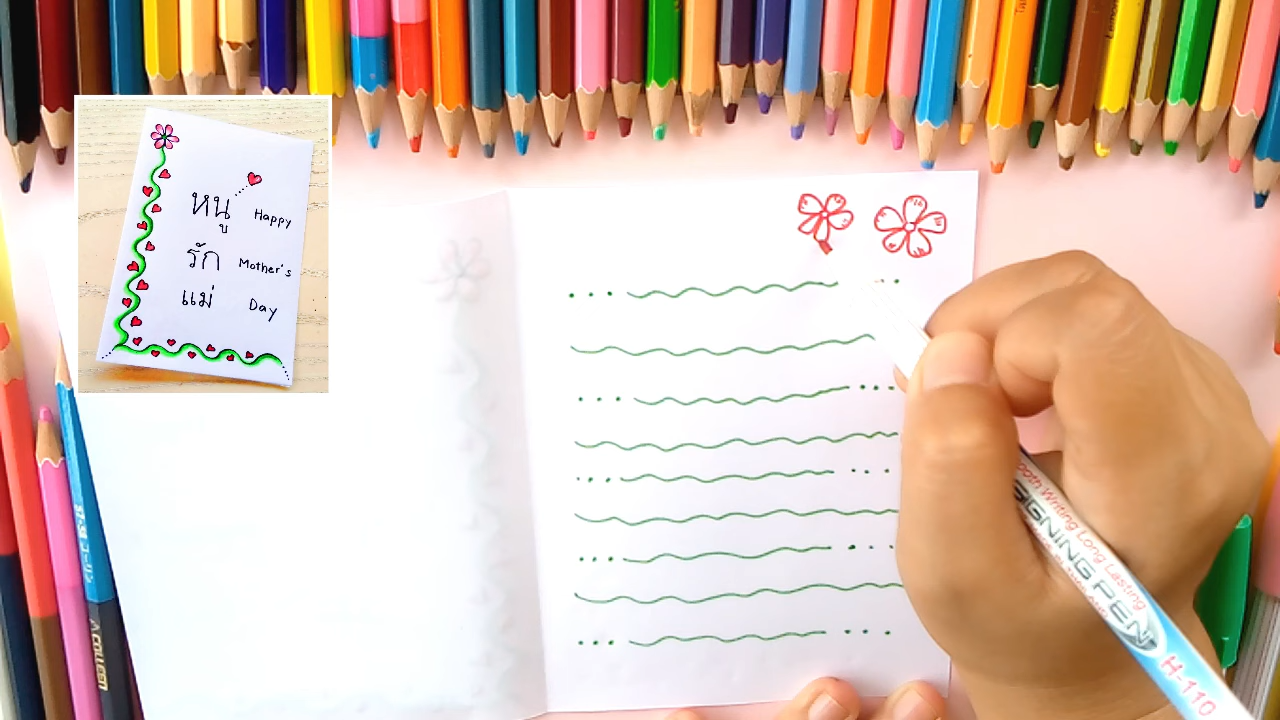 หนู Happy
รัก Mother's
แม่ Day
Smooth Writing Long Lasting
SIGNING PEN
H-110